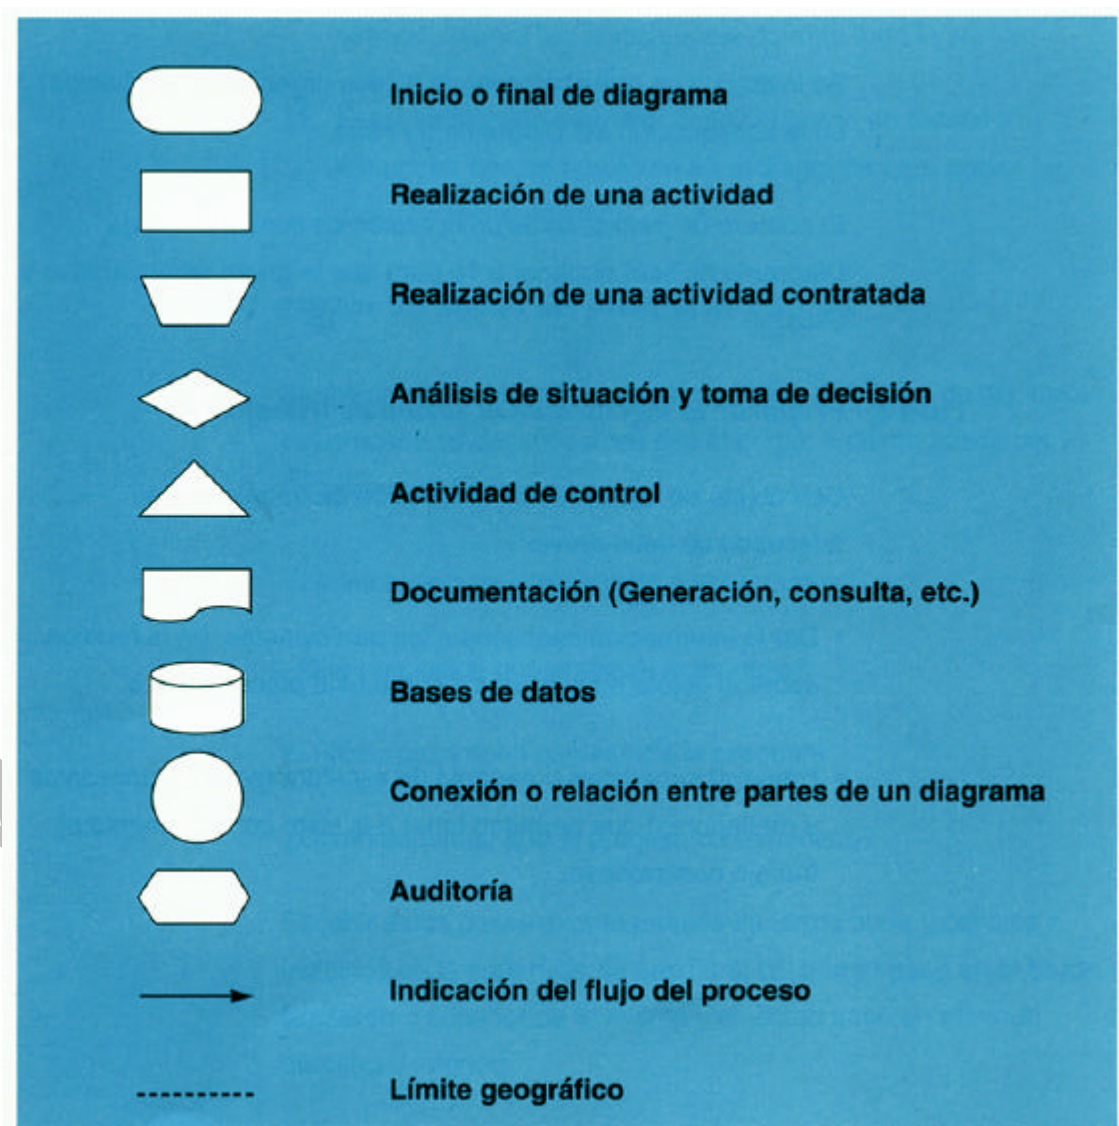 Inicio o final de diagrama
Realización de una actividad
Realización de una actividad contratada
Análisis de situación y toma de decisión
Actividad de control
Documentación (Generación, consulta, etc.)
Bases de datos
Conexión o relación entre partes de un diagrama
Auditoría
Indicación del flujo del proceso
Límite geográfico